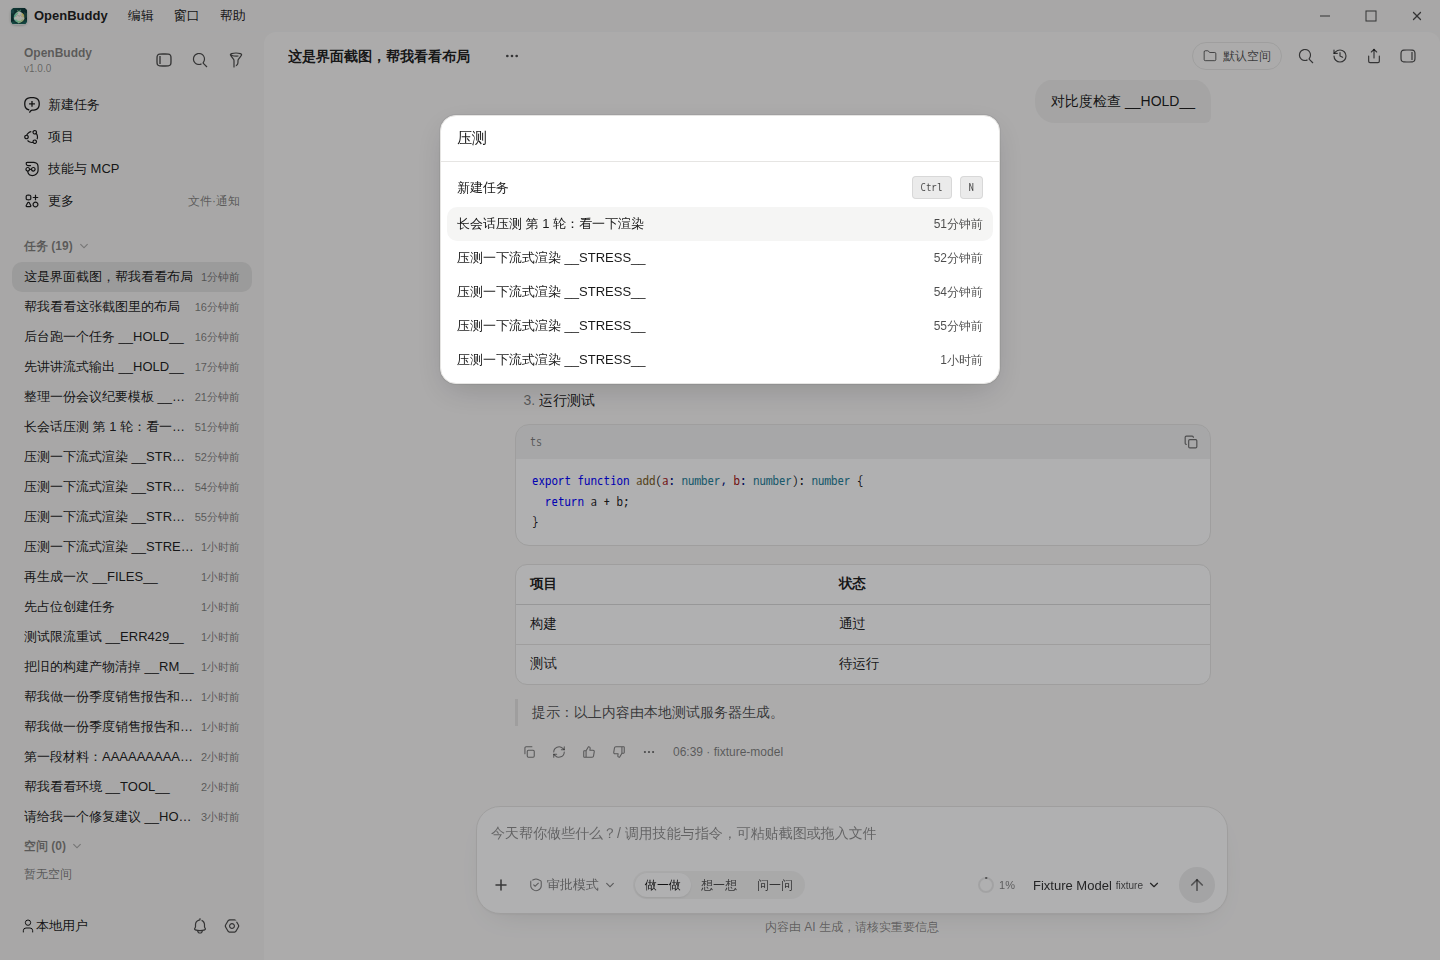 OpenBuddy 编辑 窗口 帮助
OpenBuddy
v1.0.0
新建任务
项目
技能与 MCP
更多 文件·通知
任务 (19)
这是界面截图，帮我看看布局 1分钟前
帮我看看这张截图里的布局 16分钟前
后台跑一个任务 __HOLD__ 16分钟前
先讲讲流式输出 __HOLD__ 17分钟前
整理一份会议纪要模板 __… 21分钟前
长会话压测 第 1 轮：看一… 51分钟前
压测一下流式渲染 __STR… 52分钟前
压测一下流式渲染 __STR… 54分钟前
压测一下流式渲染 __STR… 55分钟前
压测一下流式渲染 __STRE… 1小时前
再生成一次 __FILES__ 1小时前
先占位创建任务 1小时前
测试限流重试 __ERR429__ 1小时前
把旧的构建产物清掉 __RM__ 1小时前
帮我做一份季度销售报告和… 1小时前
帮我做一份季度销售报告和… 1小时前
第一段材料：AAAAAAAAA… 2小时前
帮我看看环境 __TOOL__ 2小时前
请给我一个修复建议 __HO… 3小时前
空间 (0)
暂无空间
本地用户
这是界面截图，帮我看看布局 ··· 默认空间
对比度检查 __HOLD__
压测
新建任务 Ctrl N
长会话压测 第 1 轮：看一下渲染 51分钟前
压测一下流式渲染 __STRESS__ 52分钟前
压测一下流式渲染 __STRESS__ 54分钟前
压测一下流式渲染 __STRESS__ 55分钟前
压测一下流式渲染 __STRESS__ 1小时前
3. 运行测试
ts
export function add(a: number, b: number): number {
  return a + b;
}
项目 状态
构建 通过
测试 待运行
提示：以上内容由本地测试服务器生成。
06:39 · fixture-model
今天帮你做些什么？/ 调用技能与指令，可粘贴截图或拖入文件
审批模式 做一做 想一想 问一问 1% Fixture Model fixture
内容由 AI 生成，请核实重要信息